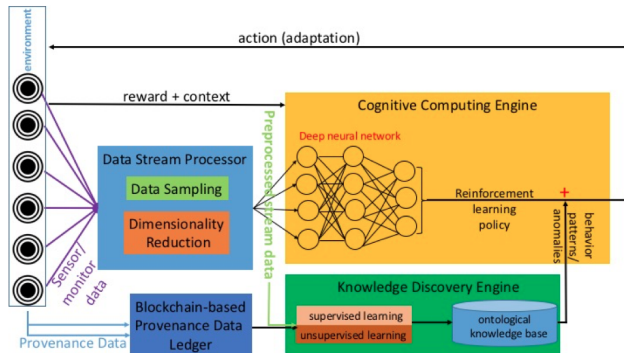 environment
action (adaptation)
reward + context
Cognitive Computing Engine
Deep neural network
Preprocessed stream data
Data Stream Processor
Data Sampling
Dimensionality
Reduction
Reinforcement
learning
policy
+
behavior
patterns/
anomalies
Sensor/
monitor
data
Knowledge Discovery Engine
Blockchain-based
Provenance Data
Ledger
supervised learning
unsupervised learning
ontological
knowledge base
Provenance Data